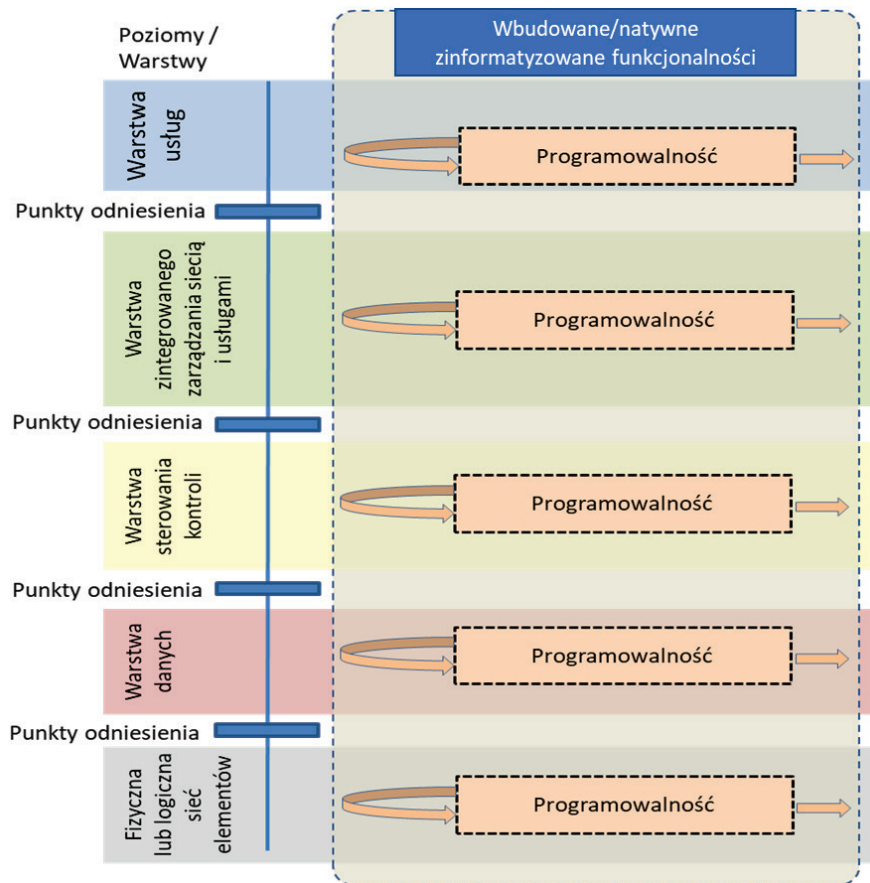 Poziomy /
Warstwy
Wbudowane/natywne
zinformatyzowane funkcjonalności
Warstwa
usług
Programowalność
Punkty odniesienia
Warstwa
zintegrowanego
zarządzania siecią
i usługami
Programowalność
Punkty odniesienia
Warstwa
sterowania
kontroli
Programowalność
Punkty odniesienia
Warstwa
danych
Programowalność
Punkty odniesienia
Fizyczna
lub logiczna
sieć
elementów
Programowalność